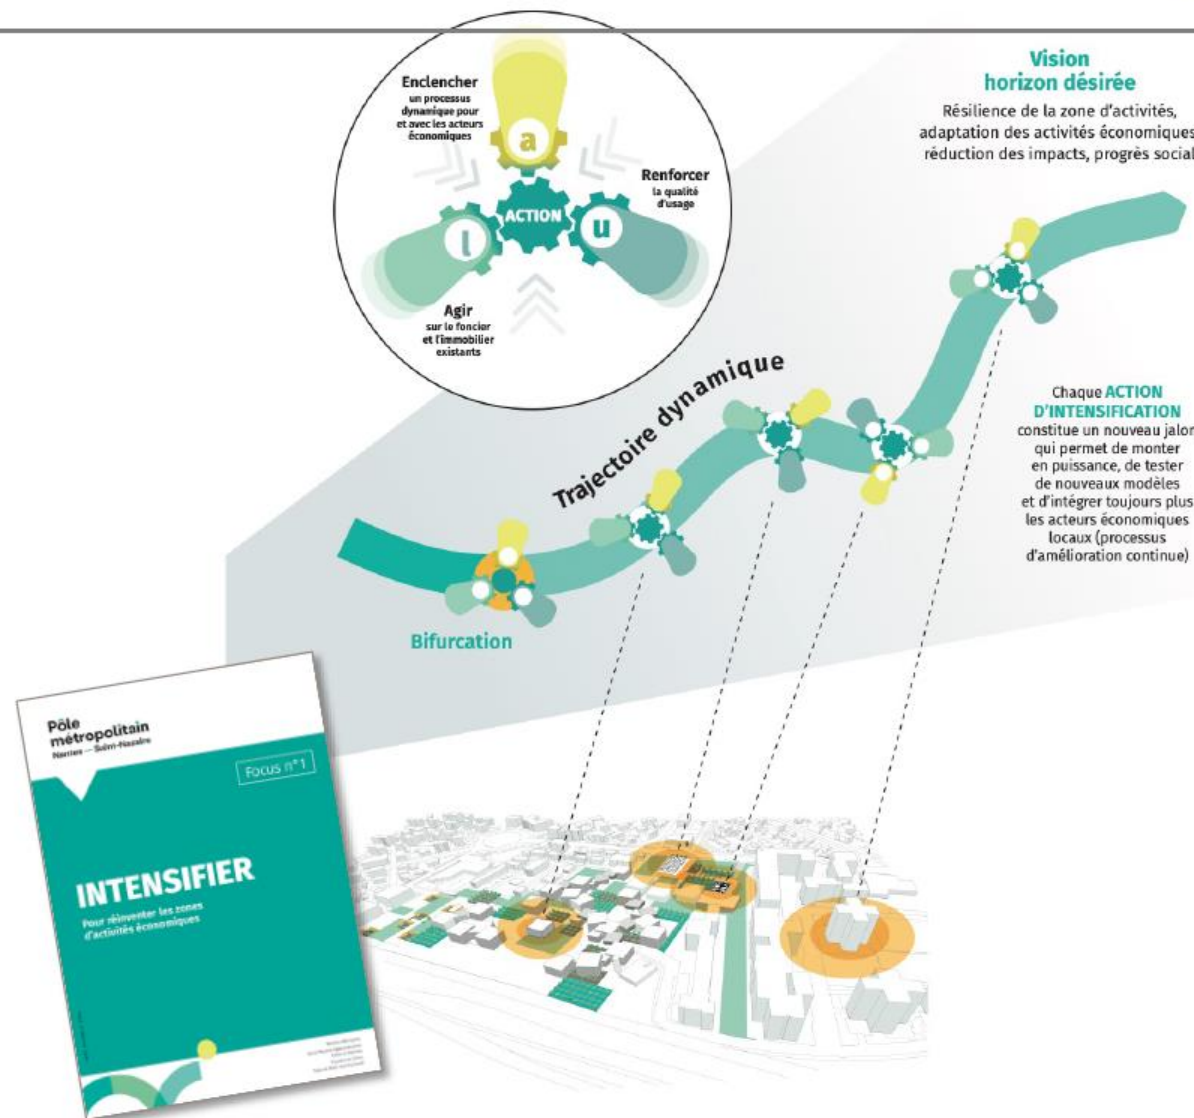 Enclencher
un processus
dynamique pour
et avec les acteurs
économiques
a
Renforcer
la qualité
d'usage
ACTION
u
l
Agir
sur le foncier
et l'immobilier
existants
Vision
horizon désirée
Résilience de la zone d'activités,
adaptation des activités économiques
réduction des impacts, progrès social
Trajectoire dynamique
Chaque ACTION
D'INTENSIFICATION
constitue un nouveau jalon
qui permet de monter
en puissance, de tester
de nouveaux modèles
et d'intégrer toujours plus
les acteurs économiques
locaux (processus
d'amélioration continue)
Bifurcation
Pôle
métropolitain
Nantes — Saint-Nazaire
Focus n°1
INTENSIFIER
Pour réinventer les zones
d'activités économiques